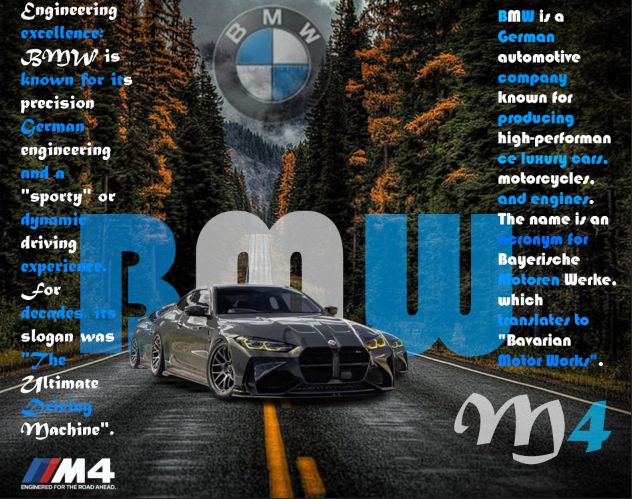 Engineering
excellence:
BMW is
known for its
precision
German
engineering
and a
"sporty" or
dynamic
driving
experience.
For
decades, its
slogan was
"The
Ultimate
Driving
Machine".
BMW
BMW is a
German
automotive
company
known for
producing
high-performan
ce luxury cars,
motorcycles,
and engines.
The name is an
acronym for
Bayerische
Motoren Werke,
which
translates to
"Bavarian
Motor Works".
BMW
M4
M4
ENGINEERED FOR THE ROAD AHEAD.